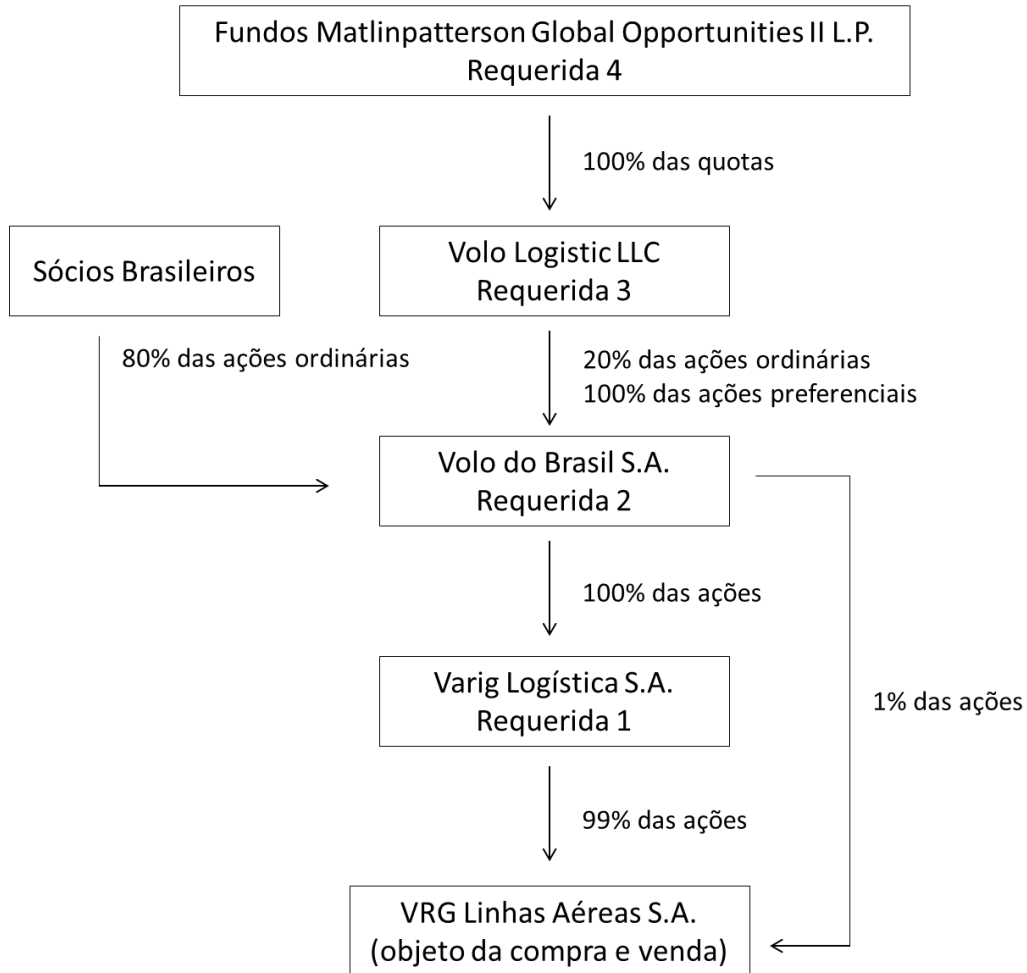 Fundos Matlinpatterson Global Opportunities II L.P.
Requerida 4
100% das quotas
Sócios Brasileiros
Volo Logistic LLC
Requerida 3
80% das ações ordinárias
20% das ações ordinárias
100% das ações preferenciais
Volo do Brasil S.A.
Requerida 2
100% das ações
Varig Logística S.A.
Requerida 1
1% das ações
99% das ações
VRG Linhas Aéreas S.A.
(objeto da compra e venda)